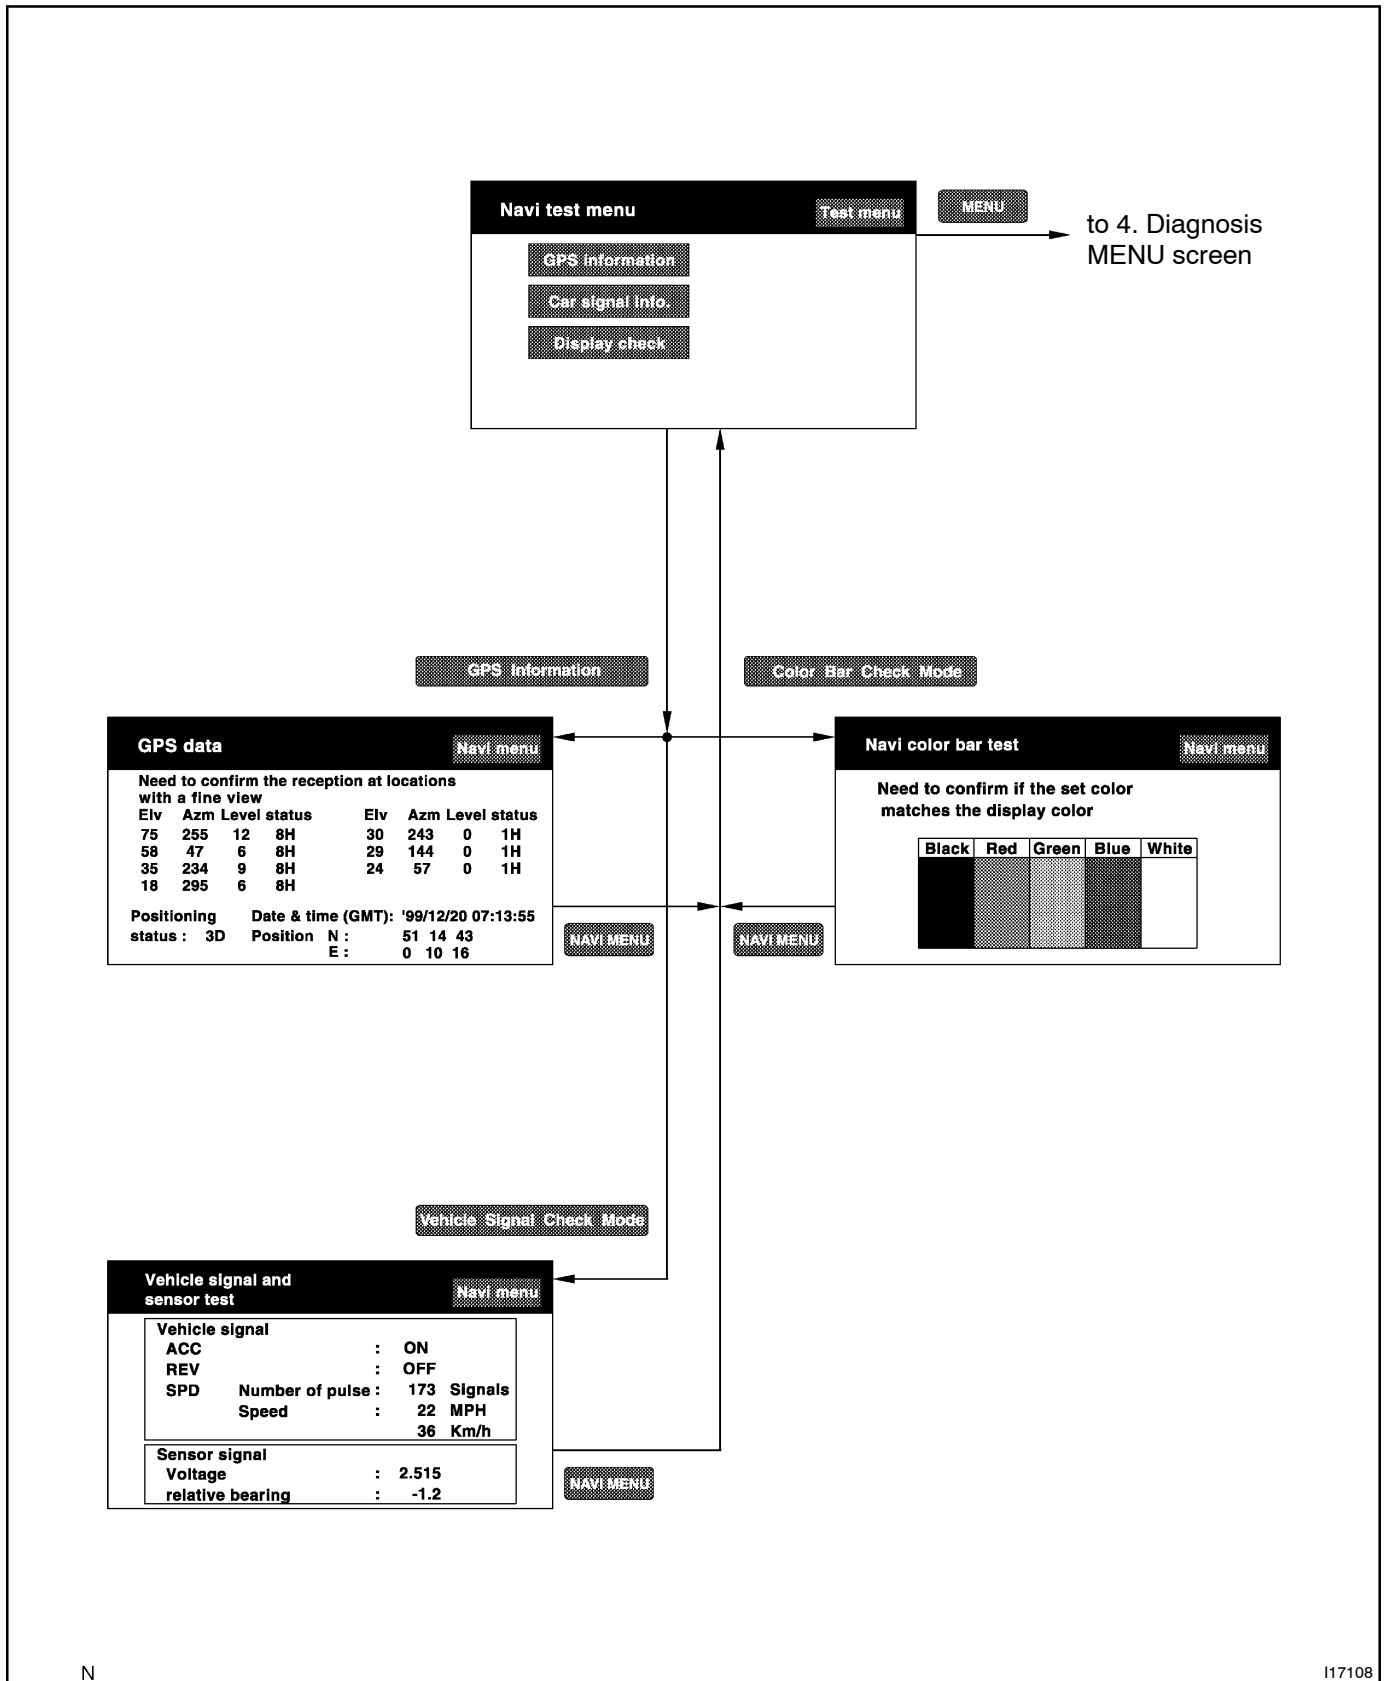 Navi test menu
Test menu
MENU
to 4. Diagnosis
MENU screen
GPS information
Car signal info.
Display check
GPS Information
Color Bar Check Mode
GPS data
Navi menu
Need to confirm the reception at locations
with a fine view
Elv Azm Level status Elv Azm Level status
75 255 12 8H 30 243 0 1H
58 47 6 8H 29 144 0 1H
35 234 9 8H 24 57 0 1H
18 295 6 8H
Positioning Date & time (GMT): '99/12/20 07:13:55
status : 3D Position N : 51 14 43
E : 0 10 16
NAVI MENU
NAVI MENU
Navi color bar test
Navi menu
Need to confirm if the set color
matches the display color
Black Red Green Blue White
Vehicle Signal Check Mode
Vehicle signal and
sensor test
Navi menu
Vehicle signal
ACC : ON
REV : OFF
SPD Number of pulse : 173 Signals
Speed : 22 MPH
36 Km/h
Sensor signal
Voltage : 2.515
relative bearing : -1.2
NAVI MENU
N
I17108